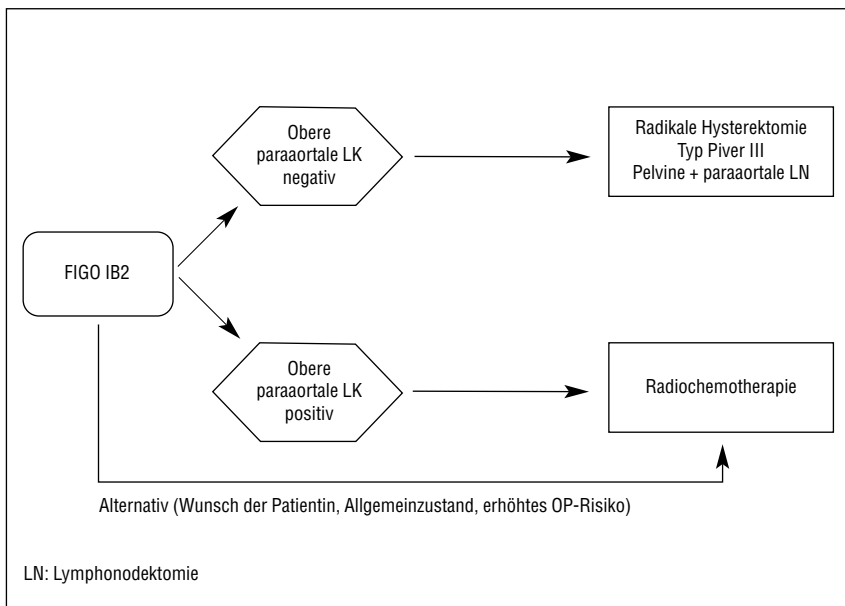 Obere
paraaortale LK
negativ
Radikale Hysterektomie
Typ Piver III
Pelvine + paraaortale LN
FIGO IB2
Obere
paraaortale LK
positiv
Radiochemotherapie
Alternativ (Wunsch der Patientin, Allgemeinzustand, erhöhtes OP-Risiko)
LN: Lymphonodektomie